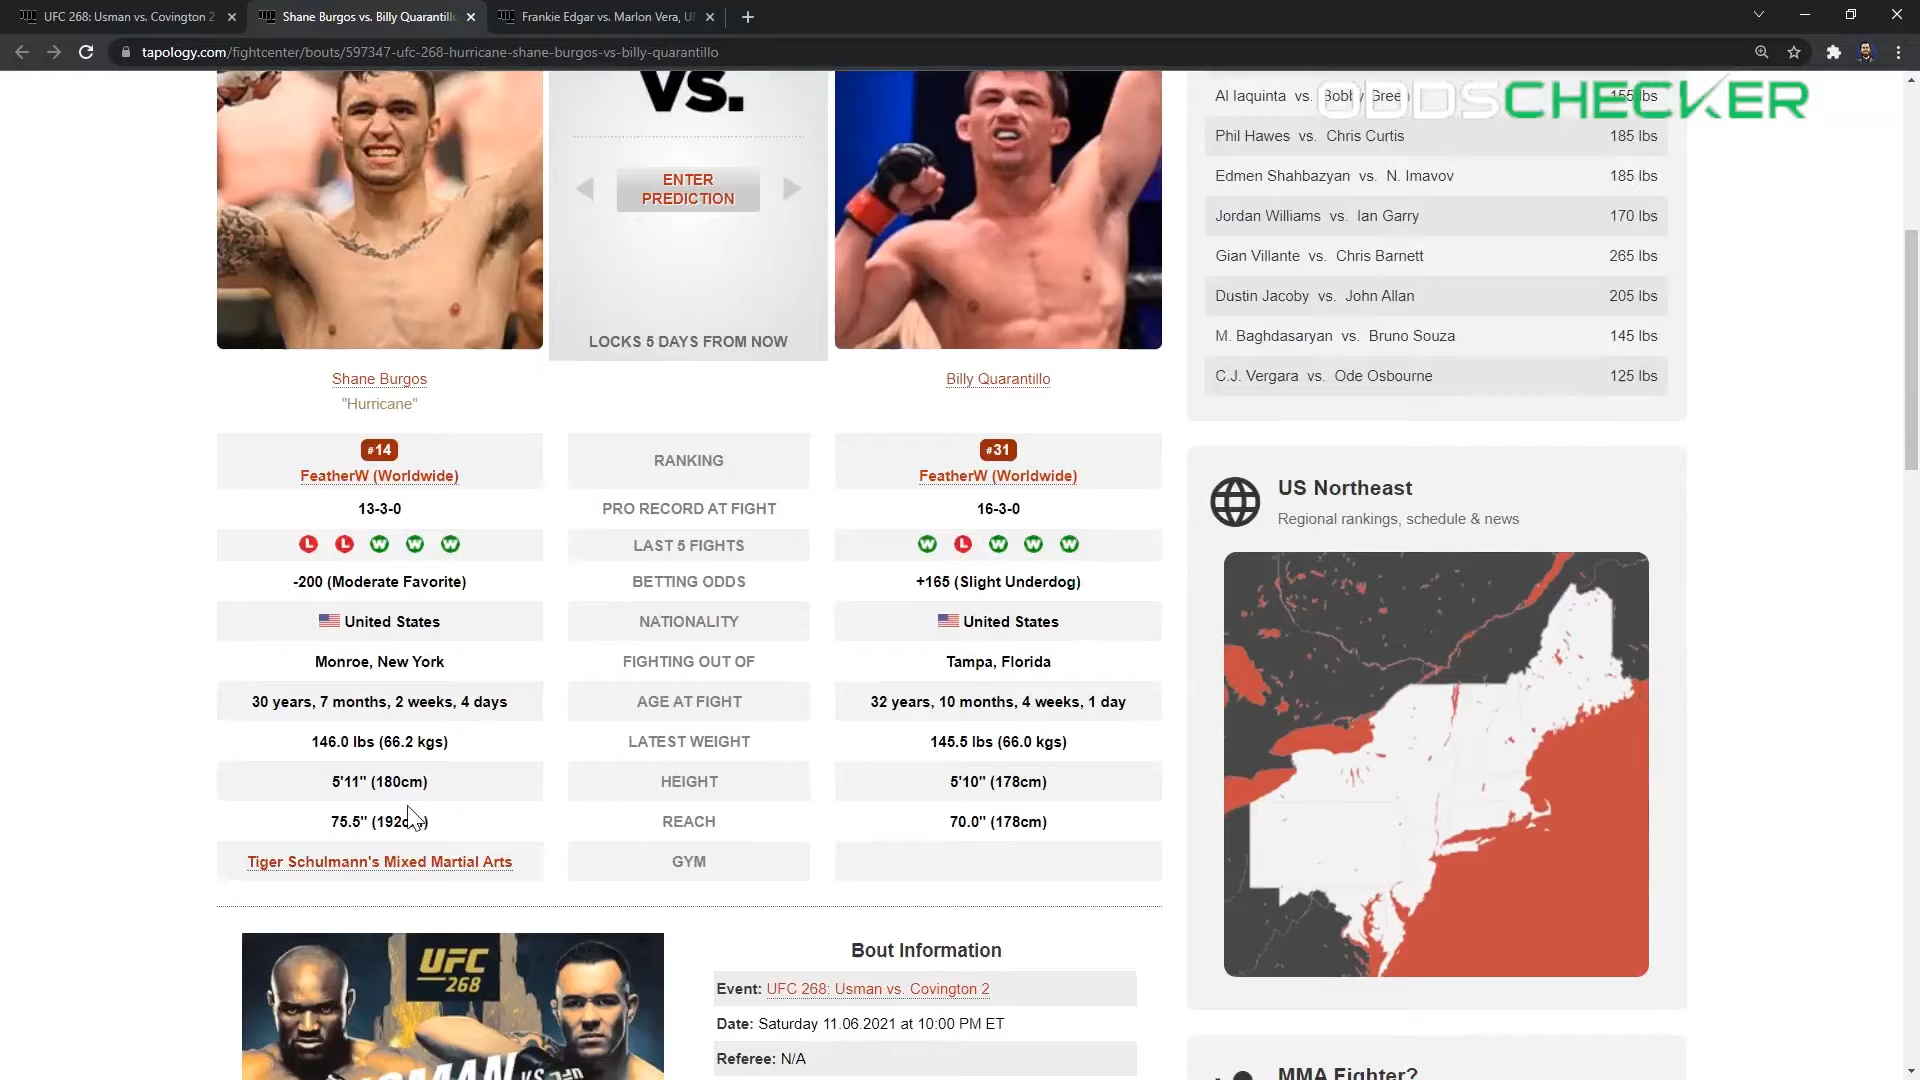 UFC 268: Usman vs. Covington 2
Shane Burgos vs. Billy Quarantillo
Frankie Edgar vs. Marlon Vera, UF
tapology.com/fightcenter/bouts/597347-ufc-268-hurricane-shane-burgos-vs-billy-quarantillo
ODDSCHECKER
VS.
ENTER
PREDICTION
LOCKS 5 DAYS FROM NOW
Shane Burgos
"Hurricane"
Billy Quarantillo
#14
FeatherW (Worldwide)
RANKING
#31
FeatherW (Worldwide)
13-3-0 PRO RECORD AT FIGHT 16-3-0
L L W W W LAST 5 FIGHTS W L W W W
-200 (Moderate Favorite) BETTING ODDS +165 (Slight Underdog)
United States NATIONALITY United States
Monroe, New York FIGHTING OUT OF Tampa, Florida
30 years, 7 months, 2 weeks, 4 days AGE AT FIGHT 32 years, 10 months, 4 weeks, 1 day
146.0 lbs (66.2 kgs) LATEST WEIGHT 145.5 lbs (66.0 kgs)
5'11" (180cm) HEIGHT 5'10" (178cm)
75.5" (192cm) REACH 70.0" (178cm)
Tiger Schulmann's Mixed Martial Arts GYM
UFC
268
VS
Bout Information
Event: UFC 268: Usman vs. Covington 2
Date: Saturday 11.06.2021 at 10:00 PM ET
Referee: N/A
Al Iaquinta vs. Bobby Green 155 lbs
Phil Hawes vs. Chris Curtis 185 lbs
Edmen Shahbazyan vs. N. Imavov 185 lbs
Jordan Williams vs. Ian Garry 170 lbs
Gian Villante vs. Chris Barnett 265 lbs
Dustin Jacoby vs. John Allan 205 lbs
M. Baghdasaryan vs. Bruno Souza 145 lbs
C.J. Vergara vs. Ode Osbourne 125 lbs
US Northeast
Regional rankings, schedule & news
MMA Fighter?